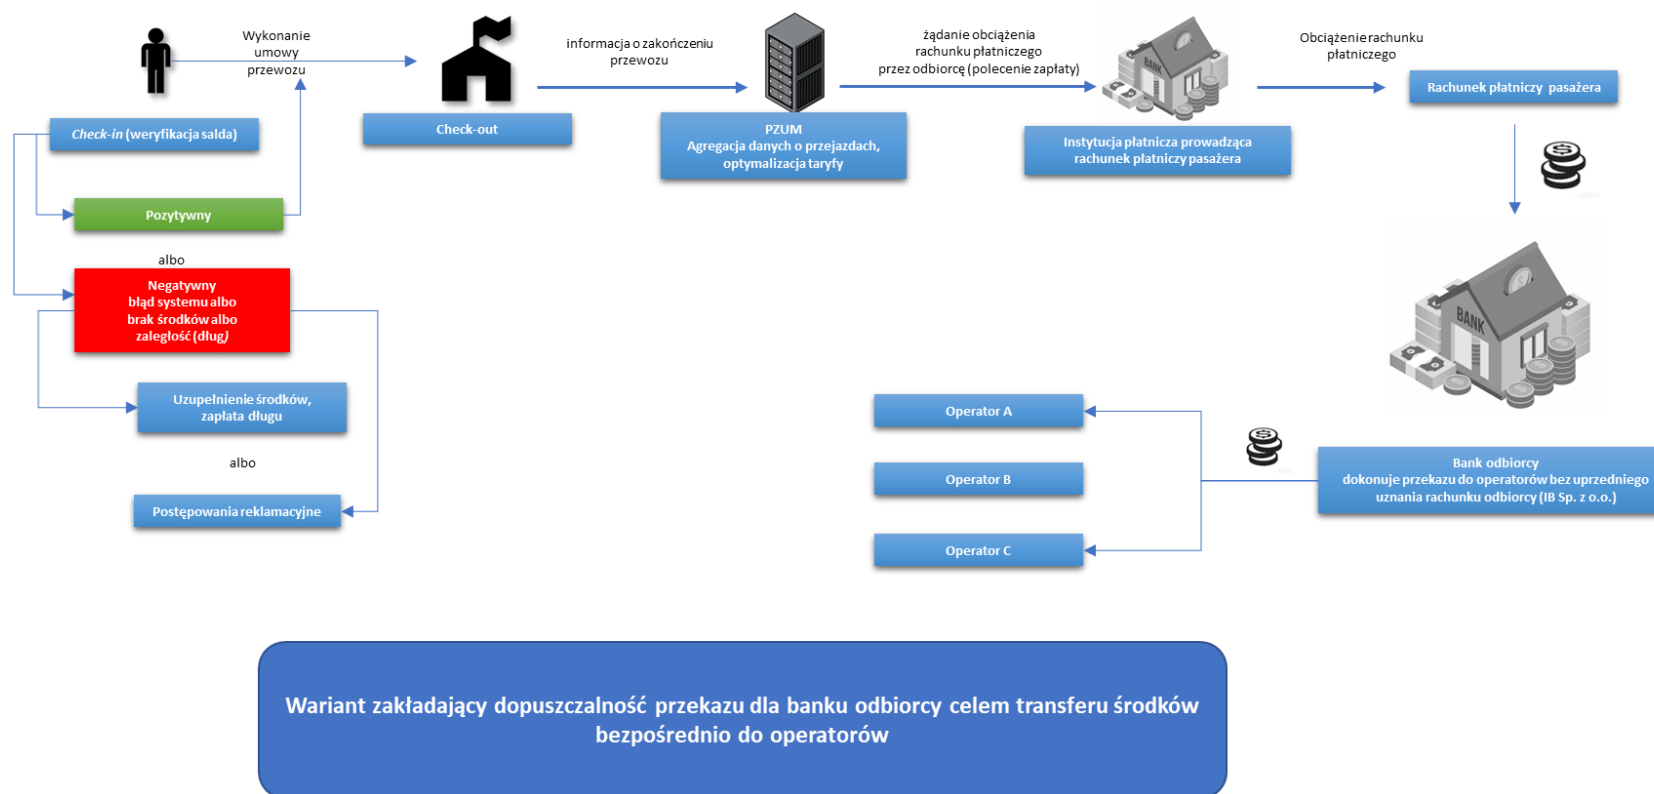 Wykonanie
umowy
przewozu
informacja o zakończeniu
przewozu
żądanie obciążenia
rachunku płatniczego
przez odbiorcę (polecenie zapłaty)
Obciążenie rachunku
płatniczego
BANK
Check-in (weryfikacja salda)
Check-out
PZUM
Agregacja danych o przejazdach,
optymalizacja taryfy
Instytucja płatnicza prowadząca
rachunek płatniczy pasażera
Rachunek płatniczy pasażera
Pozytywny
albo
Negatywny
błąd systemu albo
brak środków albo
zaległość (dług)
Uzupełnienie środków,
zapłata długu
albo
Postępowania reklamacyjne
BANK
Operator A
Operator B
Operator C
Bank odbiorcy
dokonuje przekazu do operatorów bez uprzedniego
uznania rachunku odbiorcy (IB Sp. z o.o.)
Wariant zakładający dopuszczalność przekazu dla banku odbiorcy celem transferu środków
bezpośrednio do operatorów